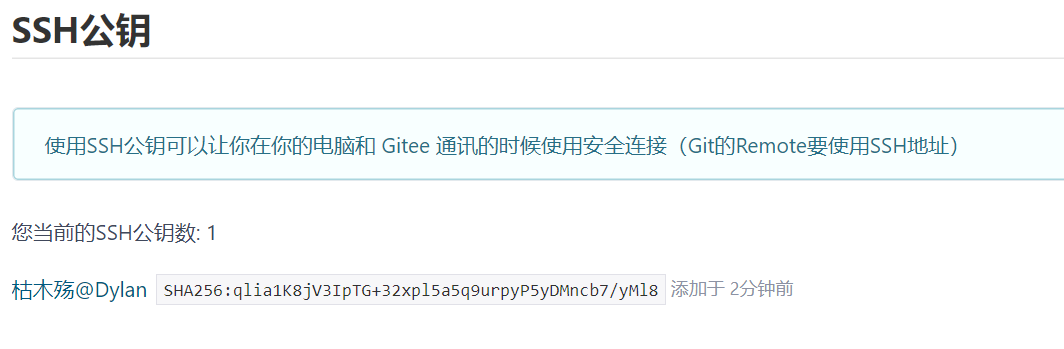 SSH公钥
使用SSH公钥可以让你在你的电脑和 Gitee 通讯的时候使用安全连接（Git的Remote要使用SSH地址）
您当前的SSH公钥数: 1
枯木殇@Dylan SHA256:qlia1K8jV3IpTG+32xpl5a5q9urpyP5yDMncb7/yMl8 添加于 2分钟前